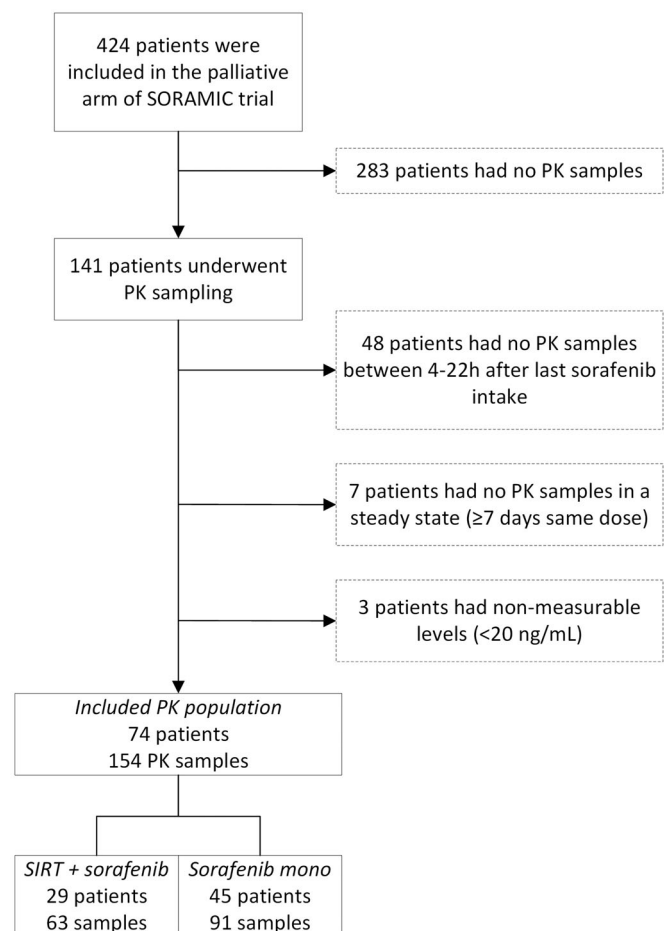 424 patients were
included in the palliative
arm of SORAMIC trial
283 patients had no PK samples
141 patients underwent
PK sampling
48 patients had no PK samples
between 4-22h after last sorafenib
intake
7 patients had no PK samples in a
steady state (≥7 days same dose)
3 patients had non-measurable
levels (<20 ng/mL)
Included PK population
74 patients
154 PK samples
SIRT + sorafenib
29 patients
63 samples
Sorafenib mono
45 patients
91 samples